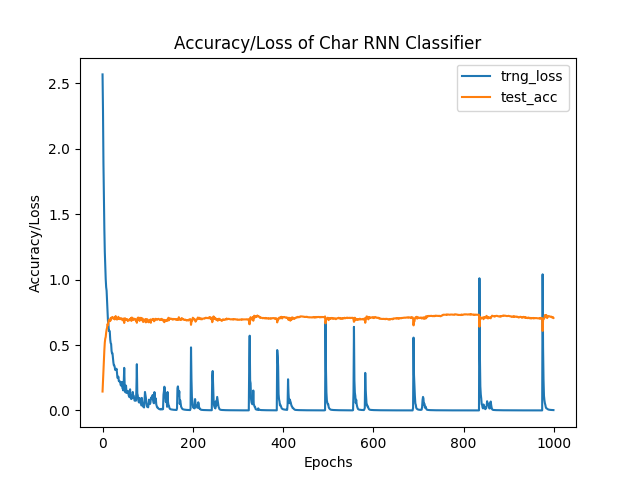 Accuracy/Loss of Char RNN Classifier
trng_loss
test_acc
Accuracy/Loss
2.5
2.0
1.5
1.0
0.5
0.0
0 200 400 600 800 1000
Epochs